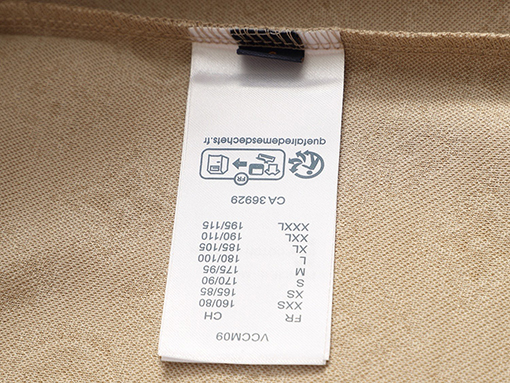 VCCM09
FR CH
XXS 160/80
XS 165/85
S 170/90
M 175/95
L 180/100
XL 185/105
XXL 190/110
XXXL 195/115
CA 36929
FR
quefairedemesdechets.fr